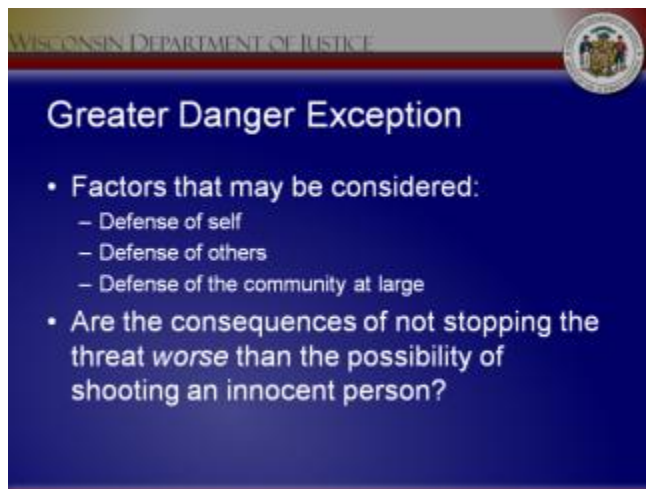 WISCONSIN DEPARTMENT OF JUSTICE
Greater Danger Exception
• Factors that may be considered:
– Defense of self
– Defense of others
– Defense of the community at large
• Are the consequences of not stopping the
threat worse than the possibility of
shooting an innocent person?